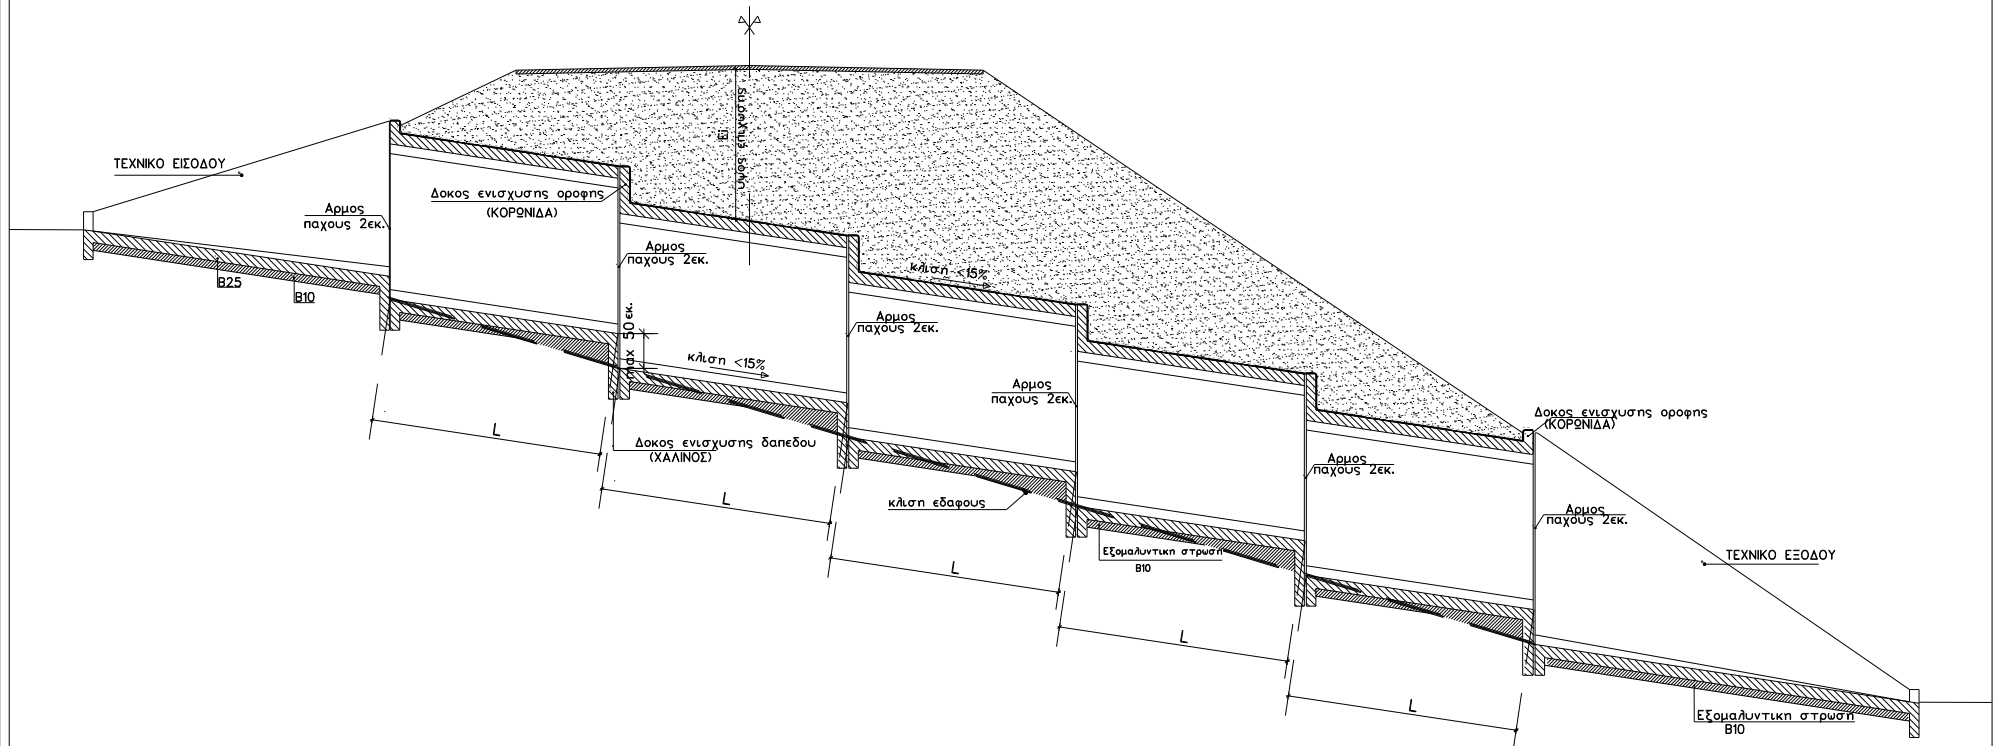 Ei
υψος επιχωσης
ΤΕΧΝΙΚΟ ΕΙΣΟΔΟΥ
Δοκος ενισχυσης οροφης
(ΚΟΡΩΝΙΔΑ)
Αρμος
παχους 2εκ.
Αρμος
παχους 2εκ.
κλιση <15%
B25
B10
max 50εκ.
κλιση <15%
Αρμος
παχους 2εκ.
Αρμος
παχους 2εκ.
Δοκος ενισχυσης οροφης
(ΚΟΡΩΝΙΔΑ)
L
Δοκος ενισχυσης δαπεδου
(ΧΑΛΙΝΟΣ)
Αρμος
παχους 2εκ.
L
κλιση εδαφους
Αρμος
παχους 2εκ.
Εξομαλυντικη στρωση
B10
ΤΕΧΝΙΚΟ ΕΞΟΔΟΥ
L
L
L
Εξομαλυντικη στρωση
B10